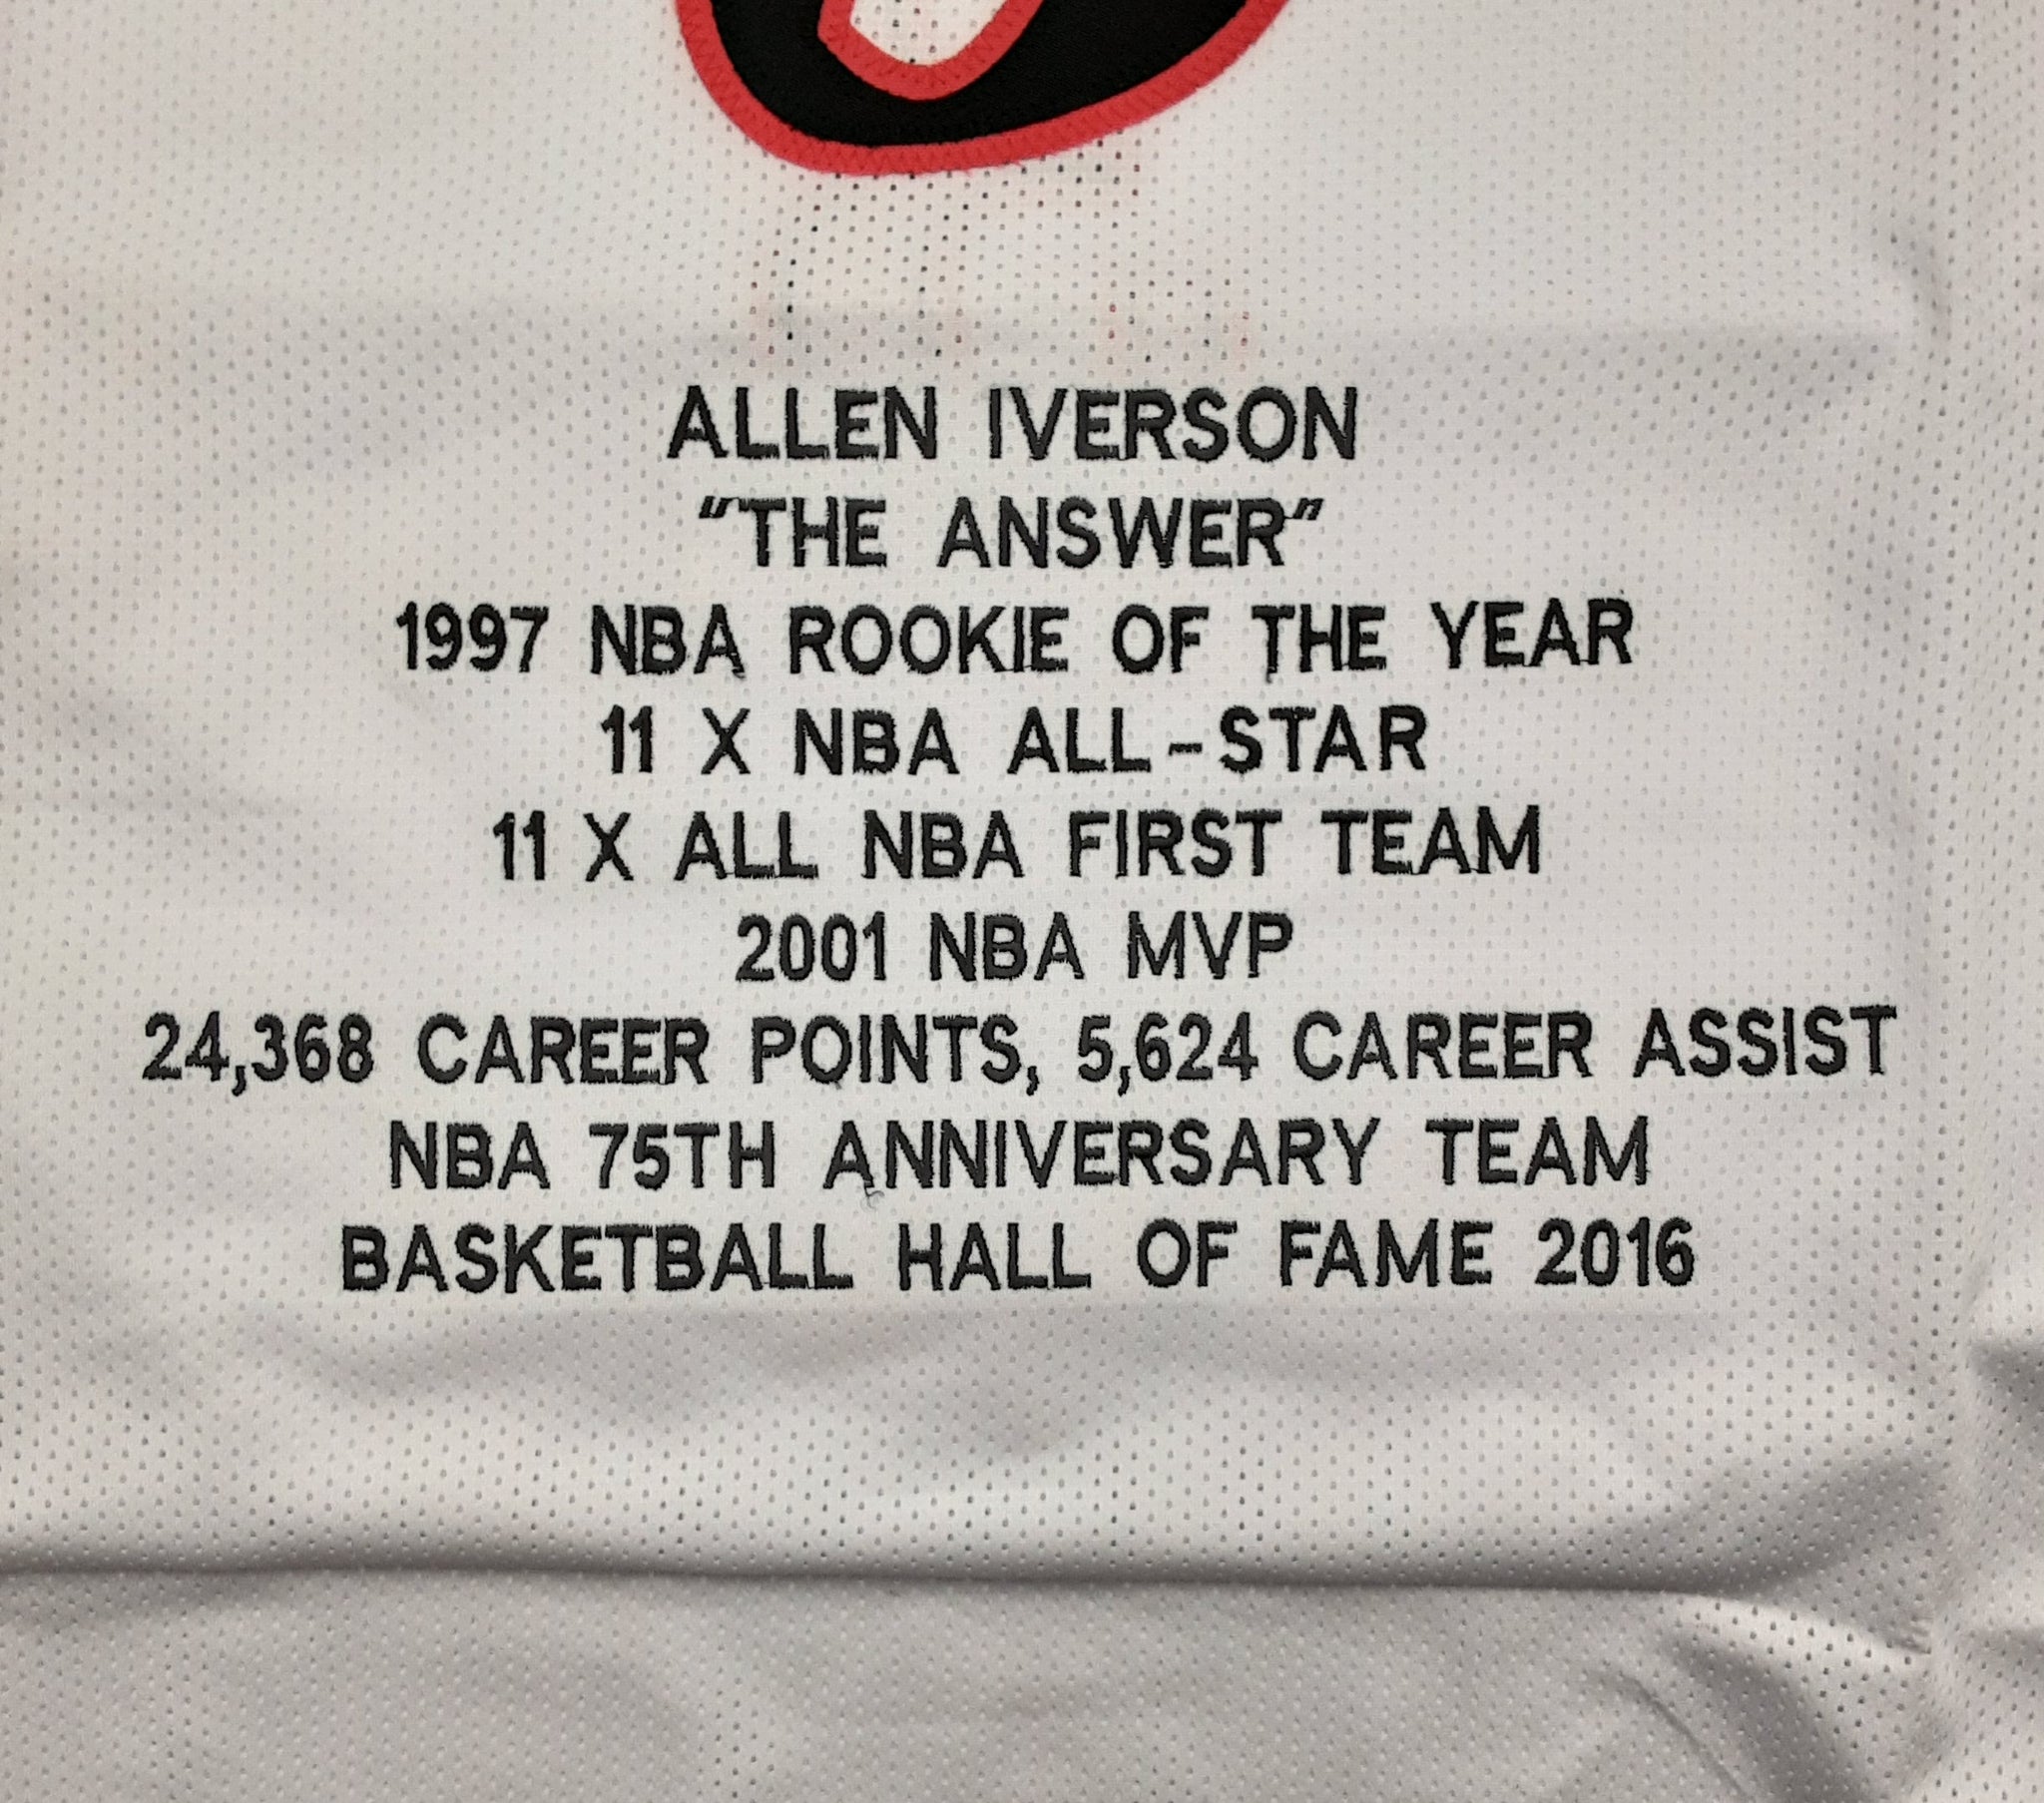 ALLEN IVERSON
"THE ANSWER"
1997 NBA ROOKIE OF THE YEAR
11 X NBA ALL-STAR
11 X ALL NBA FIRST TEAM
2001 NBA MVP
24,368 CAREER POINTS, 5,624 CAREER ASSIST
NBA 75TH ANNIVERSARY TEAM
BASKETBALL HALL OF FAME 2016